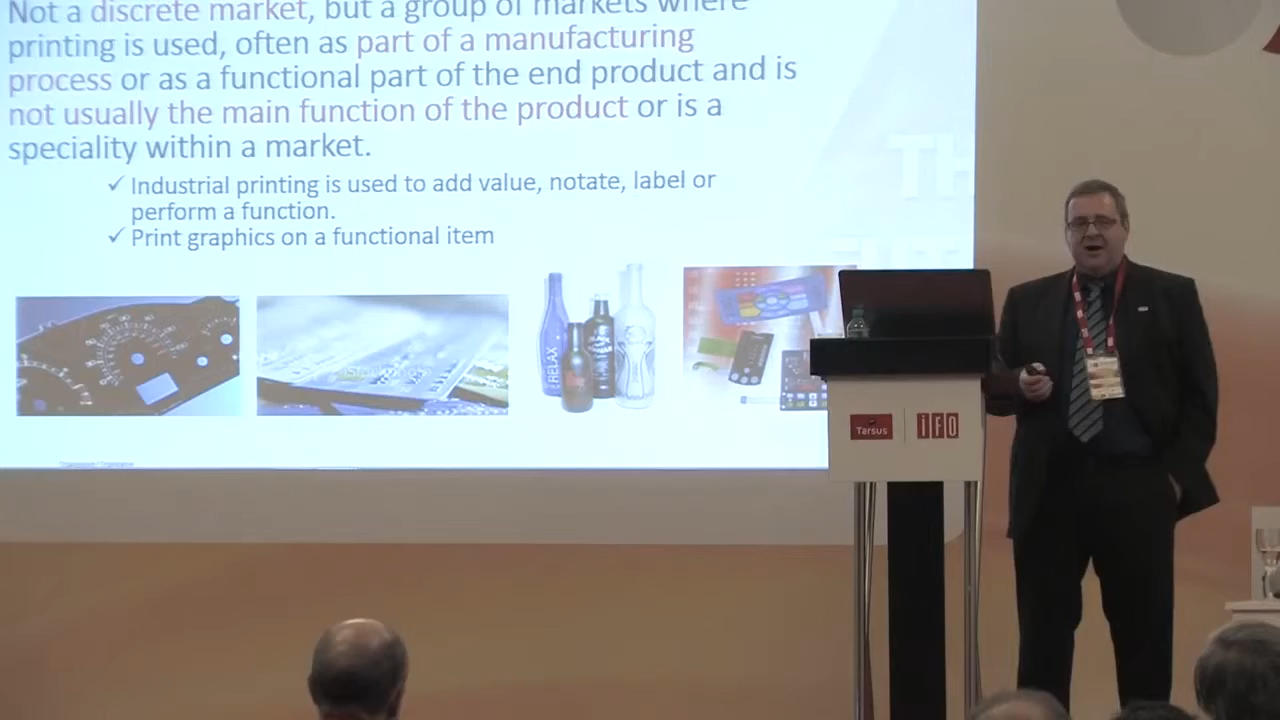 Not a discrete market, but a group of markets where
printing is used, often as part of a manufacturing
process or as a functional part of the end product and is
not usually the main function of the product or is a
speciality within a market.
✓ Industrial printing is used to add value, notate, label or
perform a function.
✓ Print graphics on a functional item
TH
RELAX
Tarsus
iFO